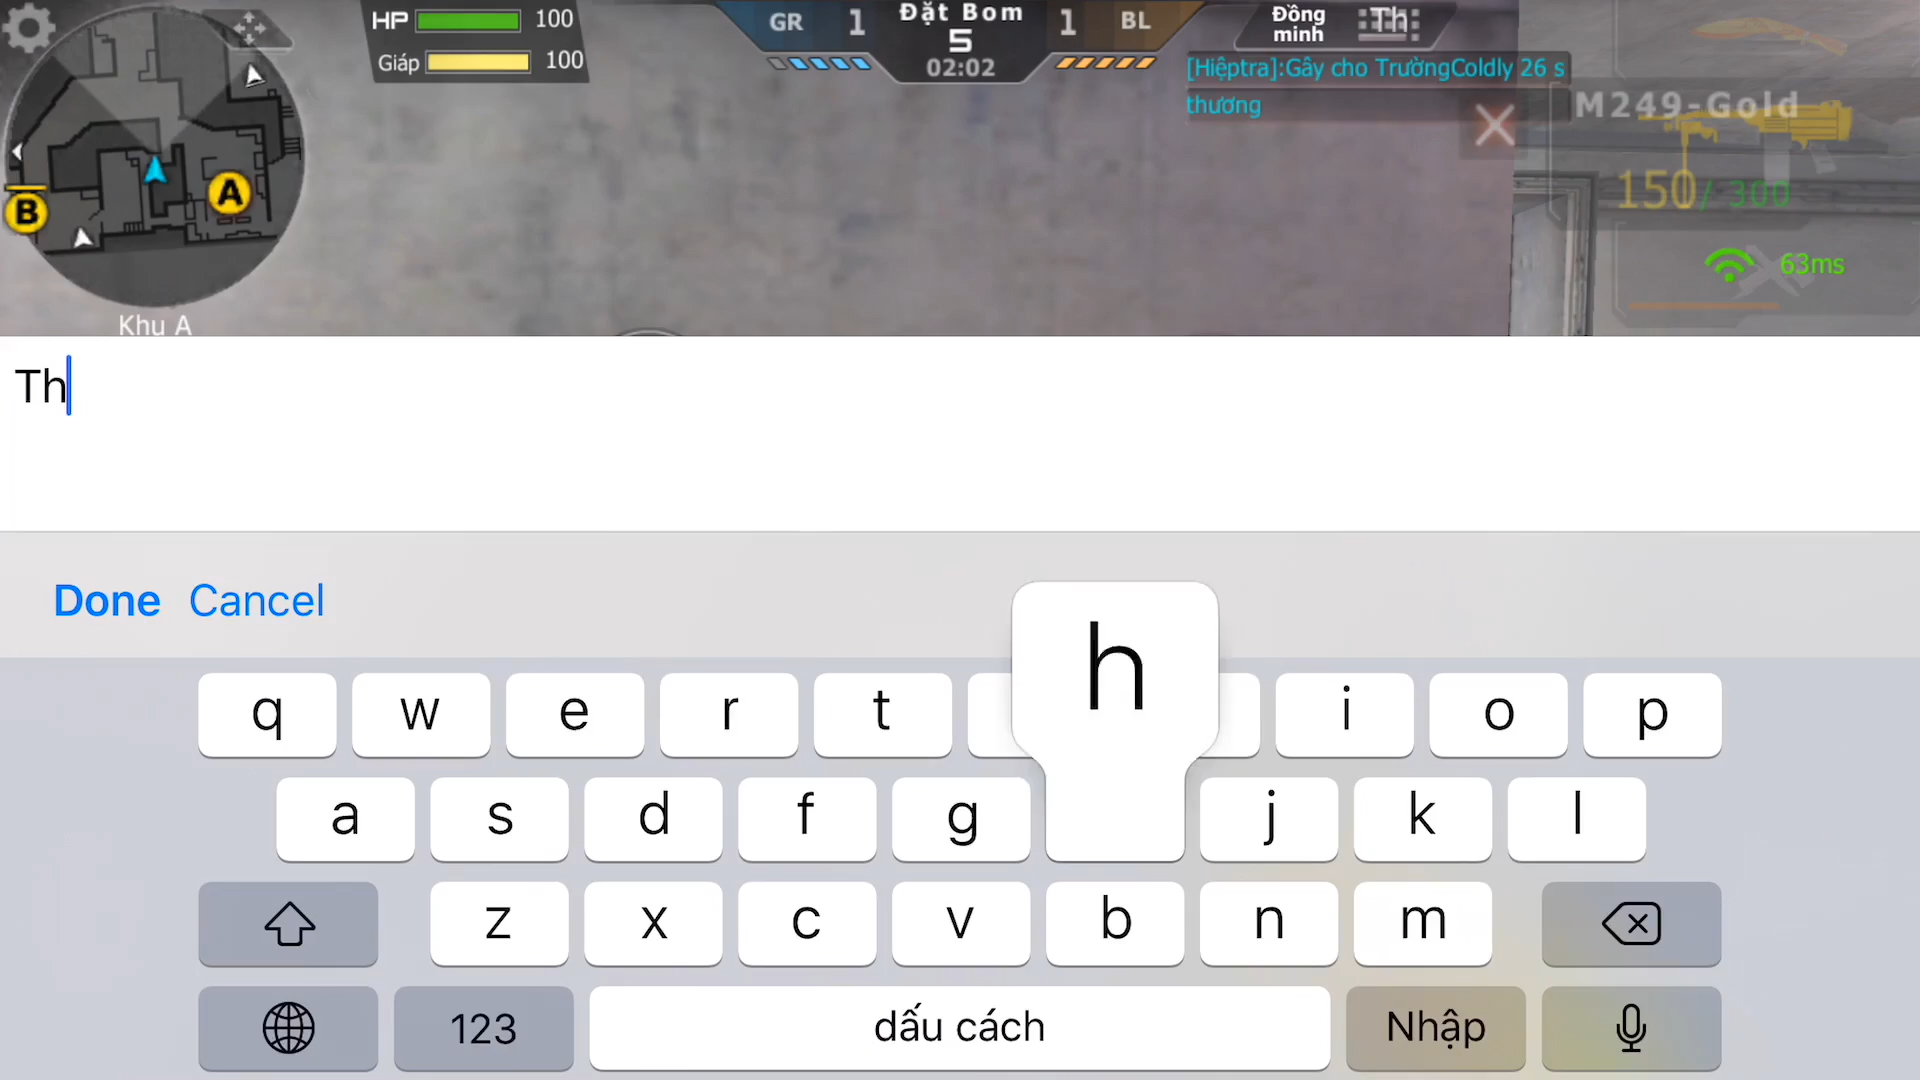 HP 100
Giáp 100
GR 1 Đặt Bom 1 BL
5
02:02
Đồng minh Th
[Hiệptra]:Gây cho TrườngColdly 26 s
thương
M249-Gold
150/ 300
63ms
A
B
Khu A
Th
Done Cancel
h
q w e r t i o p
a s d f g j k l
z x c v b n m
123 dấu cách Nhập